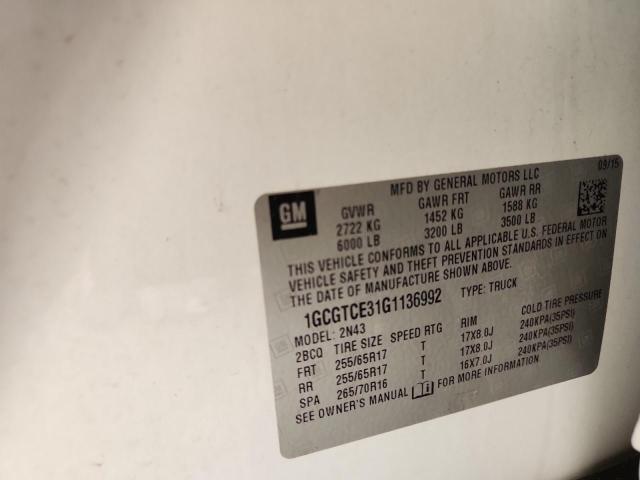 09/15
MFD BY GENERAL MOTORS LLC
GM
GVWR GAWR FRT GAWR RR
2722 KG 1452 KG 1588 KG
6000 LB 3200 LB 3500 LB
THIS VEHICLE CONFORMS TO ALL APPLICABLE U.S. FEDERAL MOTOR
VEHICLE SAFETY AND THEFT PREVENTION STANDARDS IN EFFECT ON
THE DATE OF MANUFACTURE SHOWN ABOVE.
1GCGTCE31G1136992 TYPE: TRUCK
MODEL: 2N43
2BCQ TIRE SIZE SPEED RTG RIM COLD TIRE PRESSURE
FRT 255/65R17 T 17X8.0J 240KPA(35PSI)
RR 255/65R17 T 17X8.0J 240KPA(35PSI)
SPA 265/70R16 T 16X7.0J 240KPA(35PSI)
SEE OWNER'S MANUAL FOR MORE INFORMATION